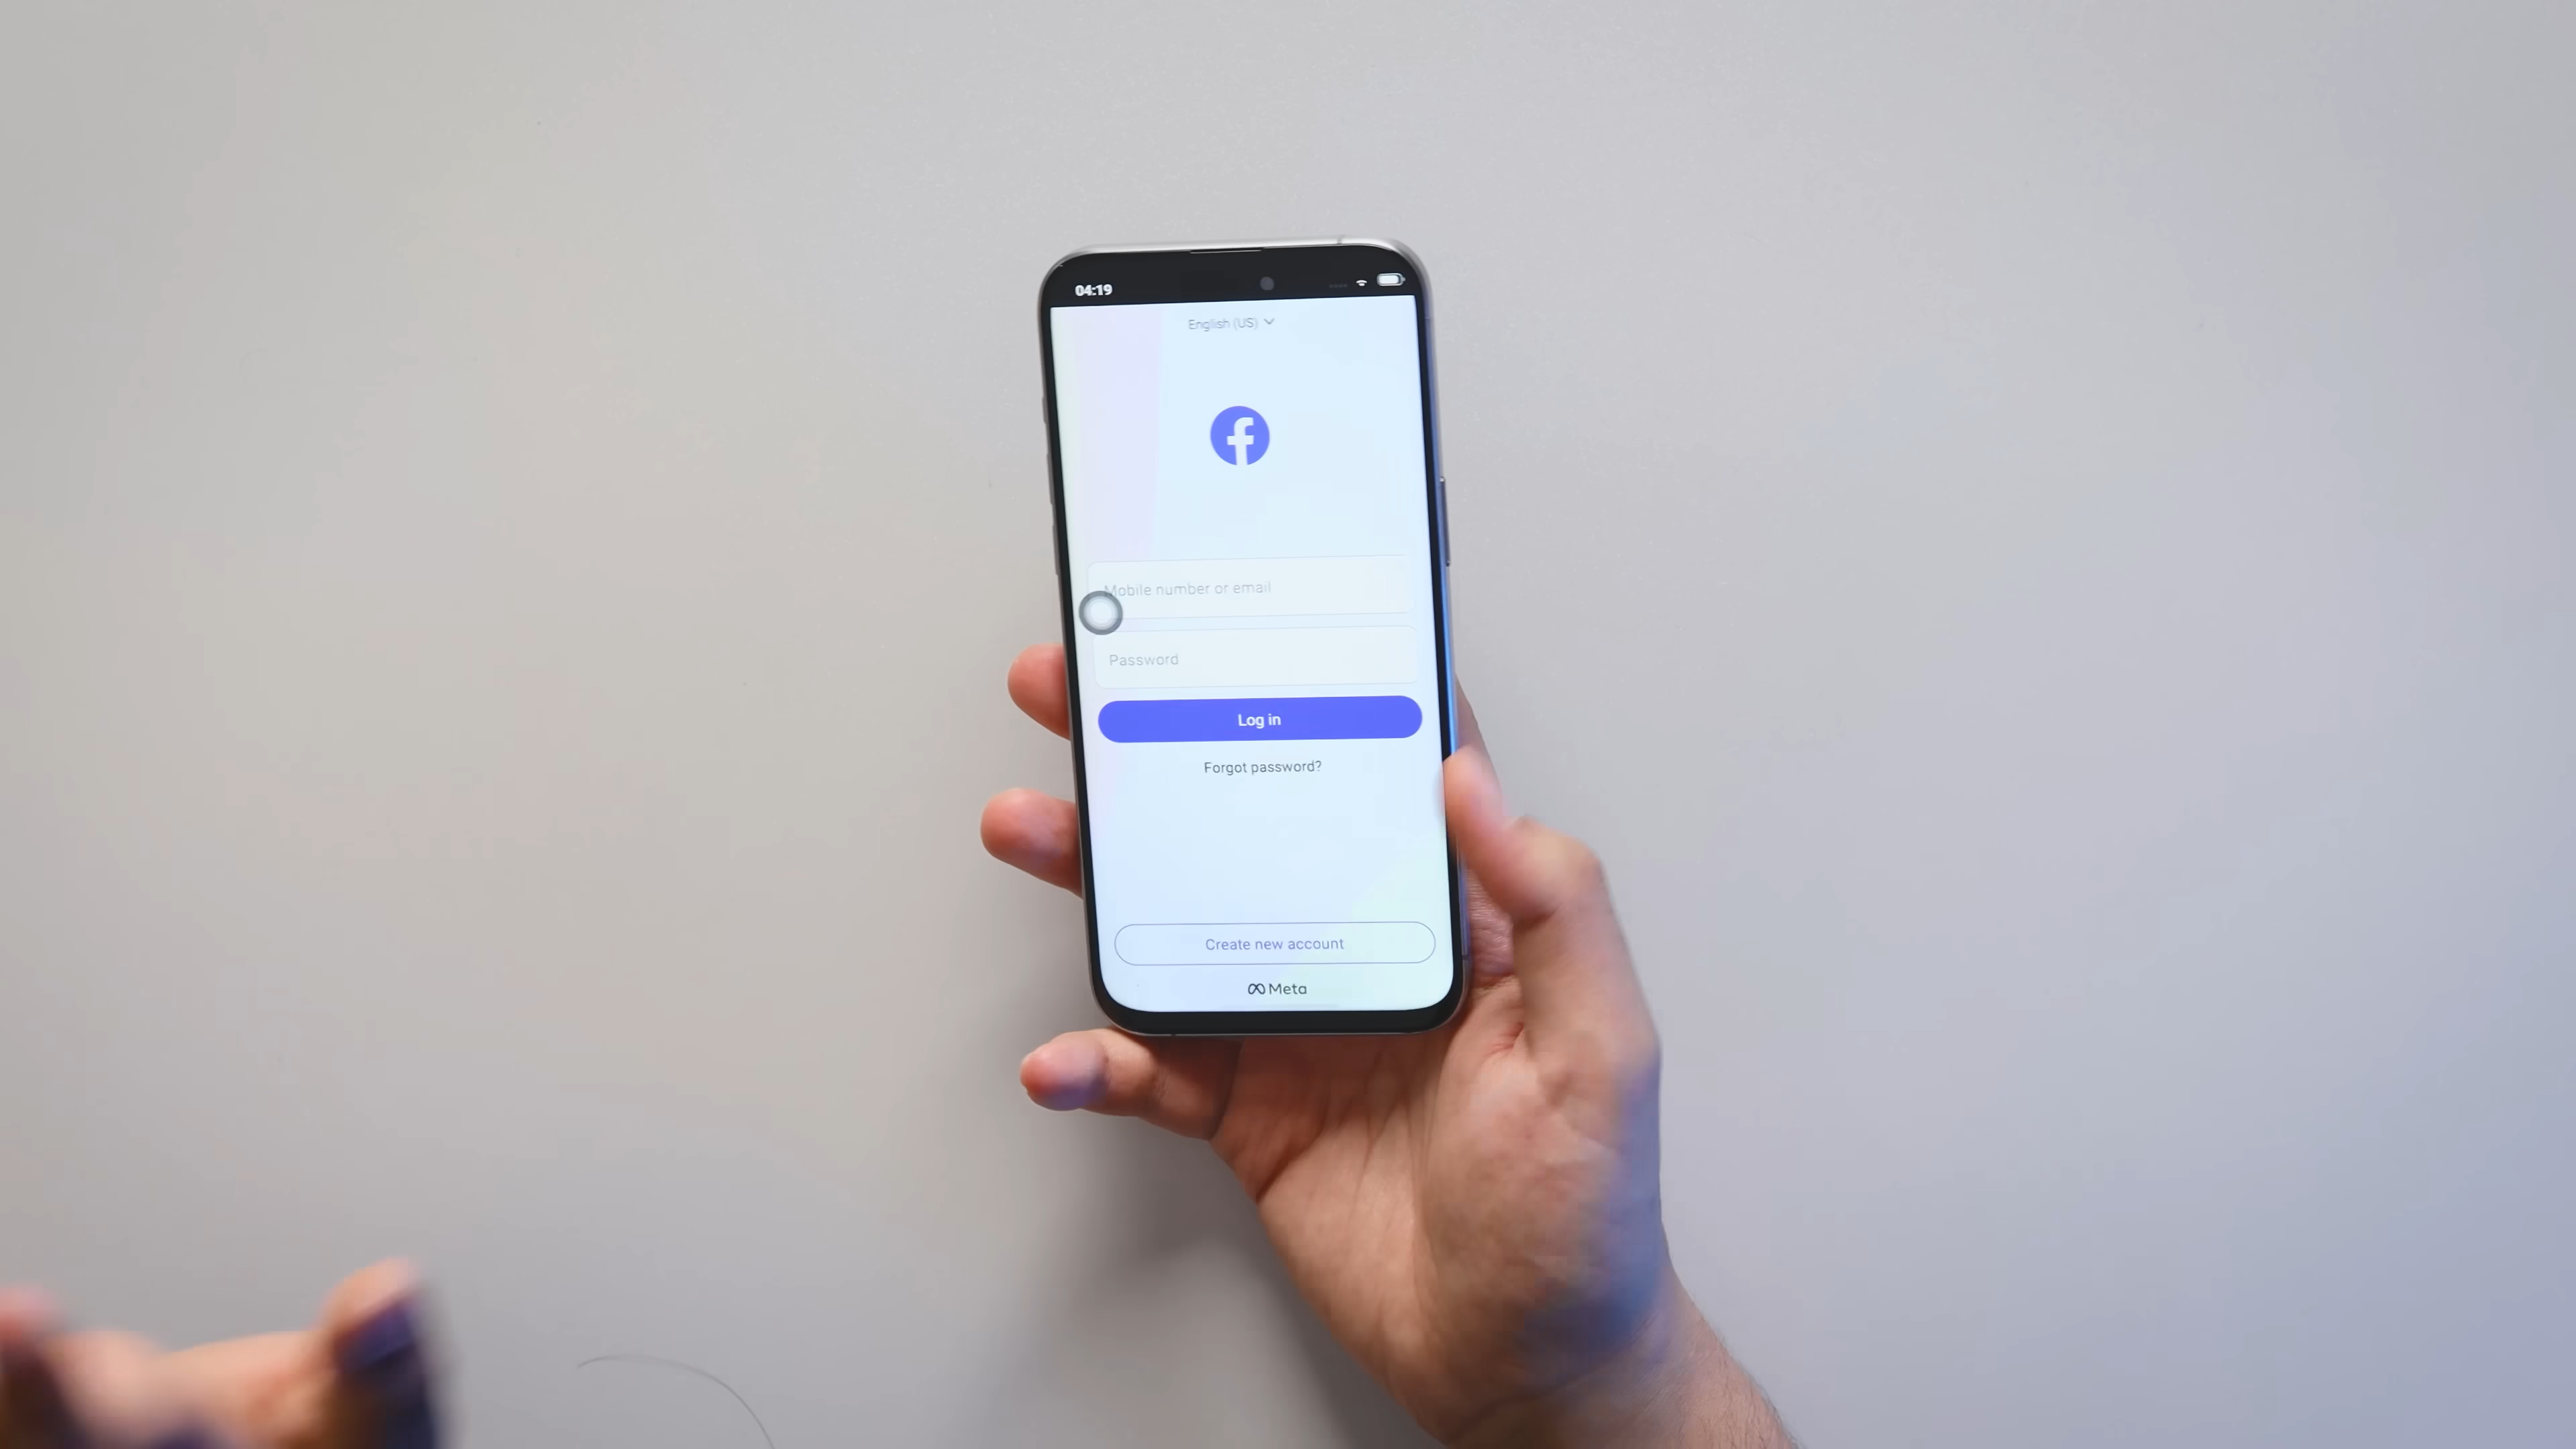 04:19
English (US)
Mobile number or email
Password
Log in
Forgot password?
Create new account
Meta